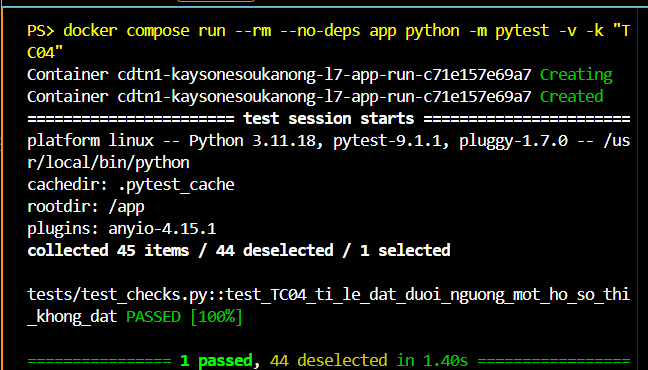 PS> docker compose run --rm --no-deps app python -m pytest -v -k "T
C04"
Container cdtn1-kaysonesoukanong-l7-app-run-c71e157e69a7 Creating
Container cdtn1-kaysonesoukanong-l7-app-run-c71e157e69a7 Created
======================= test session starts =======================
platform linux -- Python 3.11.18, pytest-9.1.1, pluggy-1.7.0 -- /us
r/local/bin/python
cachedir: .pytest_cache
rootdir: /app
plugins: anyio-4.15.1
collected 45 items / 44 deselected / 1 selected
tests/test_checks.py::test_TC04_ti_le_dat_duoi_nguong_mot_ho_so_thi
_khong_dat PASSED [100%]
================ 1 passed, 44 deselected in 1.40s =================